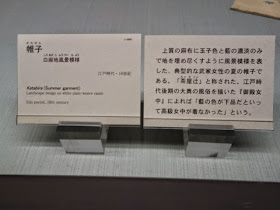 帷子
白麻地風景模様
江戸時代・19世紀
Katabira (Summer garment)
Landscape design on white plain-weave ramie
Edo period, 19th century
上質の麻布に玉子色と藍の濃淡のみ
で地を埋め尽くすように風景模様を表
した、典型的な武家女性の夏の帷子で
ある。「茶屋辻」と称された、江戸時
代後期の大奥の風俗を描いた『御殿女
中』によれば「藍の色が下品だといっ
て高級女中が着なかった」という。